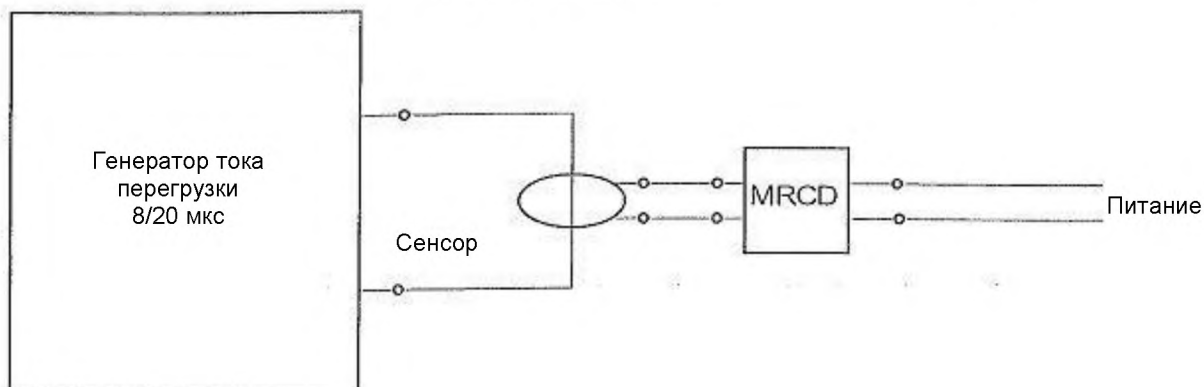 Генератор тока
перегрузки
8/20 мкс
Сенсор
MRCD
Питание